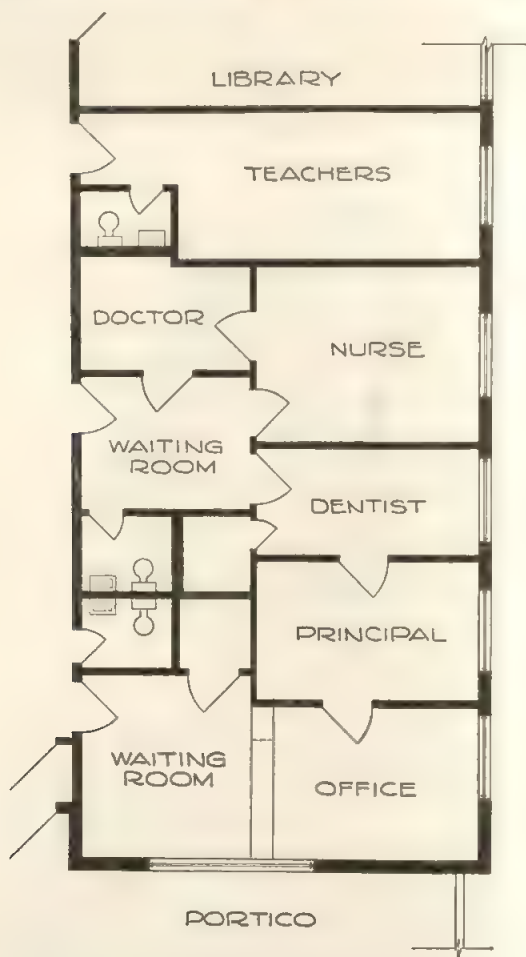 LIBRARY
TEACHERS
DOCTOR
NURSE
WAITING
ROOM
DENTIST
PRINCIPAL
WAITING
ROOM
OFFICE
PORTICO